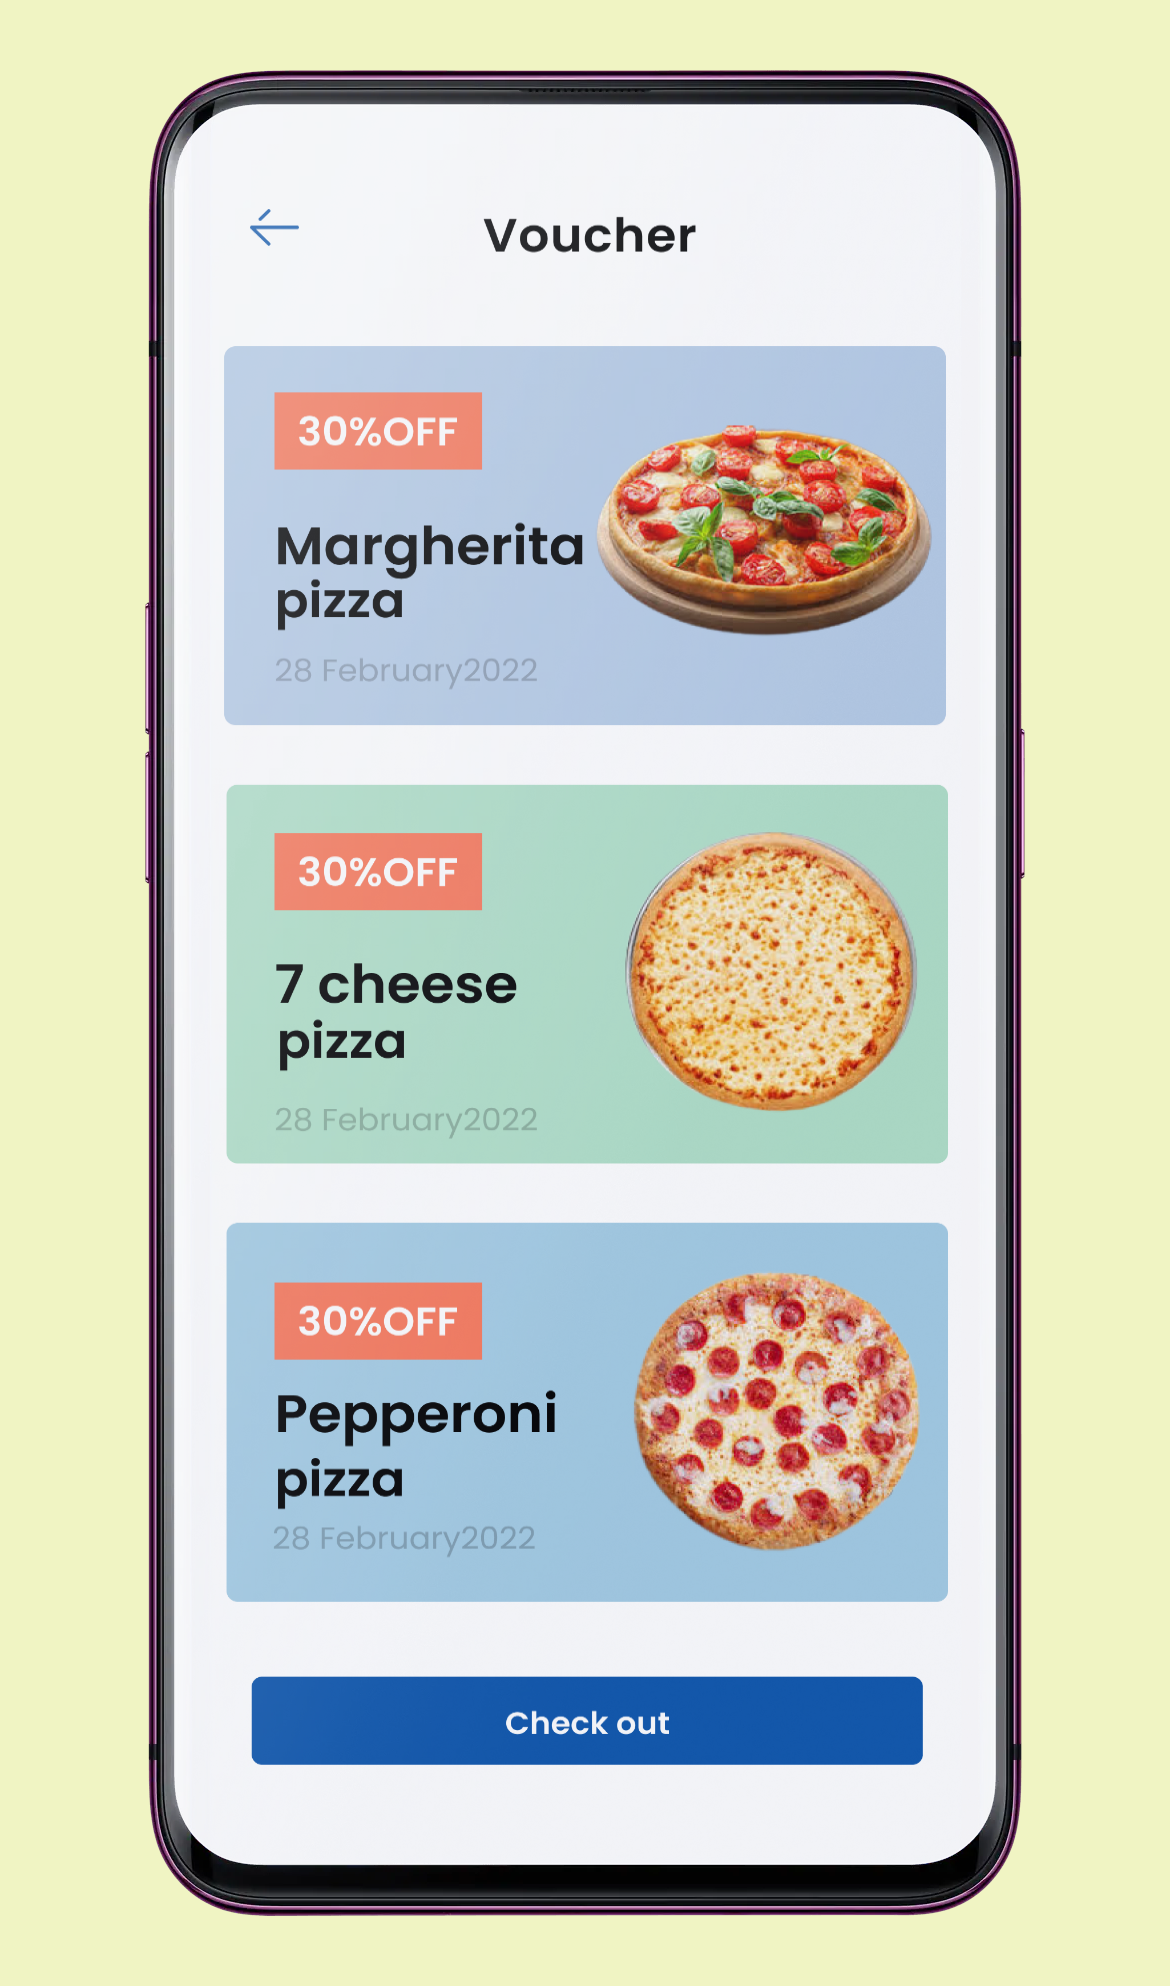 Voucher
30%OFF
Margherita
pizza
28 February2022
30%OFF
7 cheese
pizza
28 February2022
30%OFF
Pepperoni
pizza
28 February2022
Check out